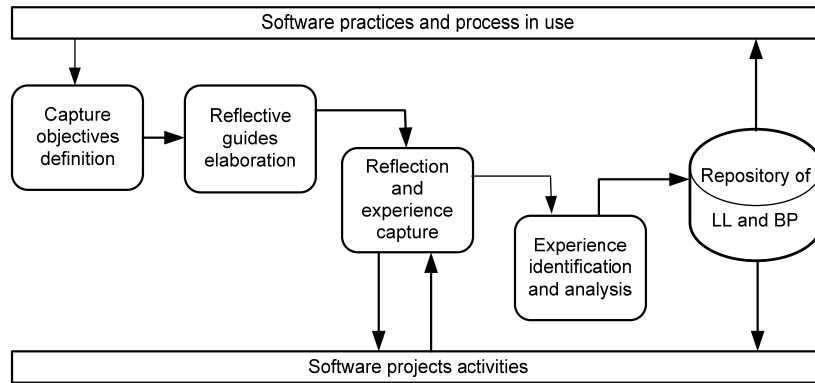 Software practices and process in use
Capture
objectives
definition
Reflective
guides
elaboration
Reflection
and
experience
capture
Experience
identification
and analysis
Repository of
LL and BP
Software projects activities